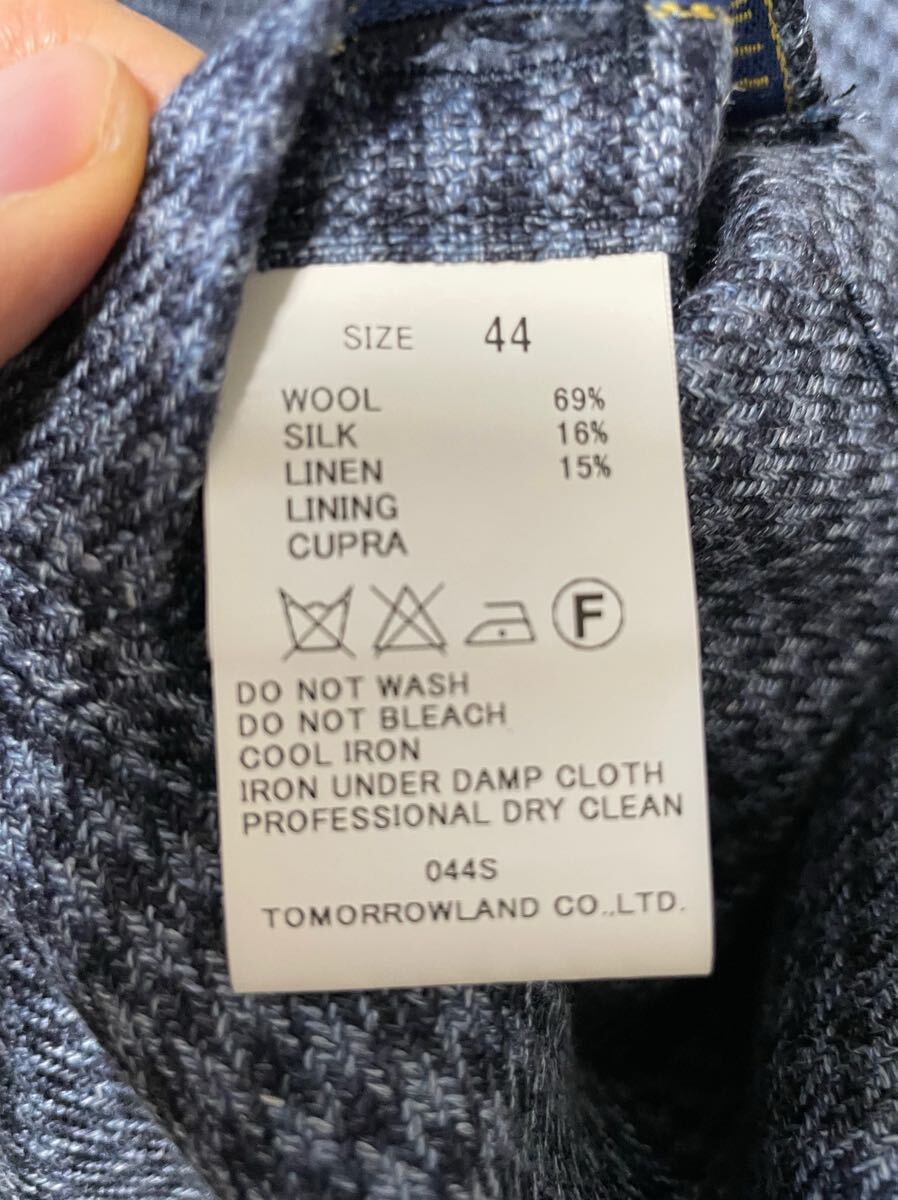 SIZE 44
WOOL 69%
SILK 16%
LINEN 15%
LINING
CUPRA
F
DO NOT WASH
DO NOT BLEACH
COOL IRON
IRON UNDER DAMP CLOTH
PROFESSIONAL DRY CLEAN
044S
TOMORROWLAND CO.,LTD.